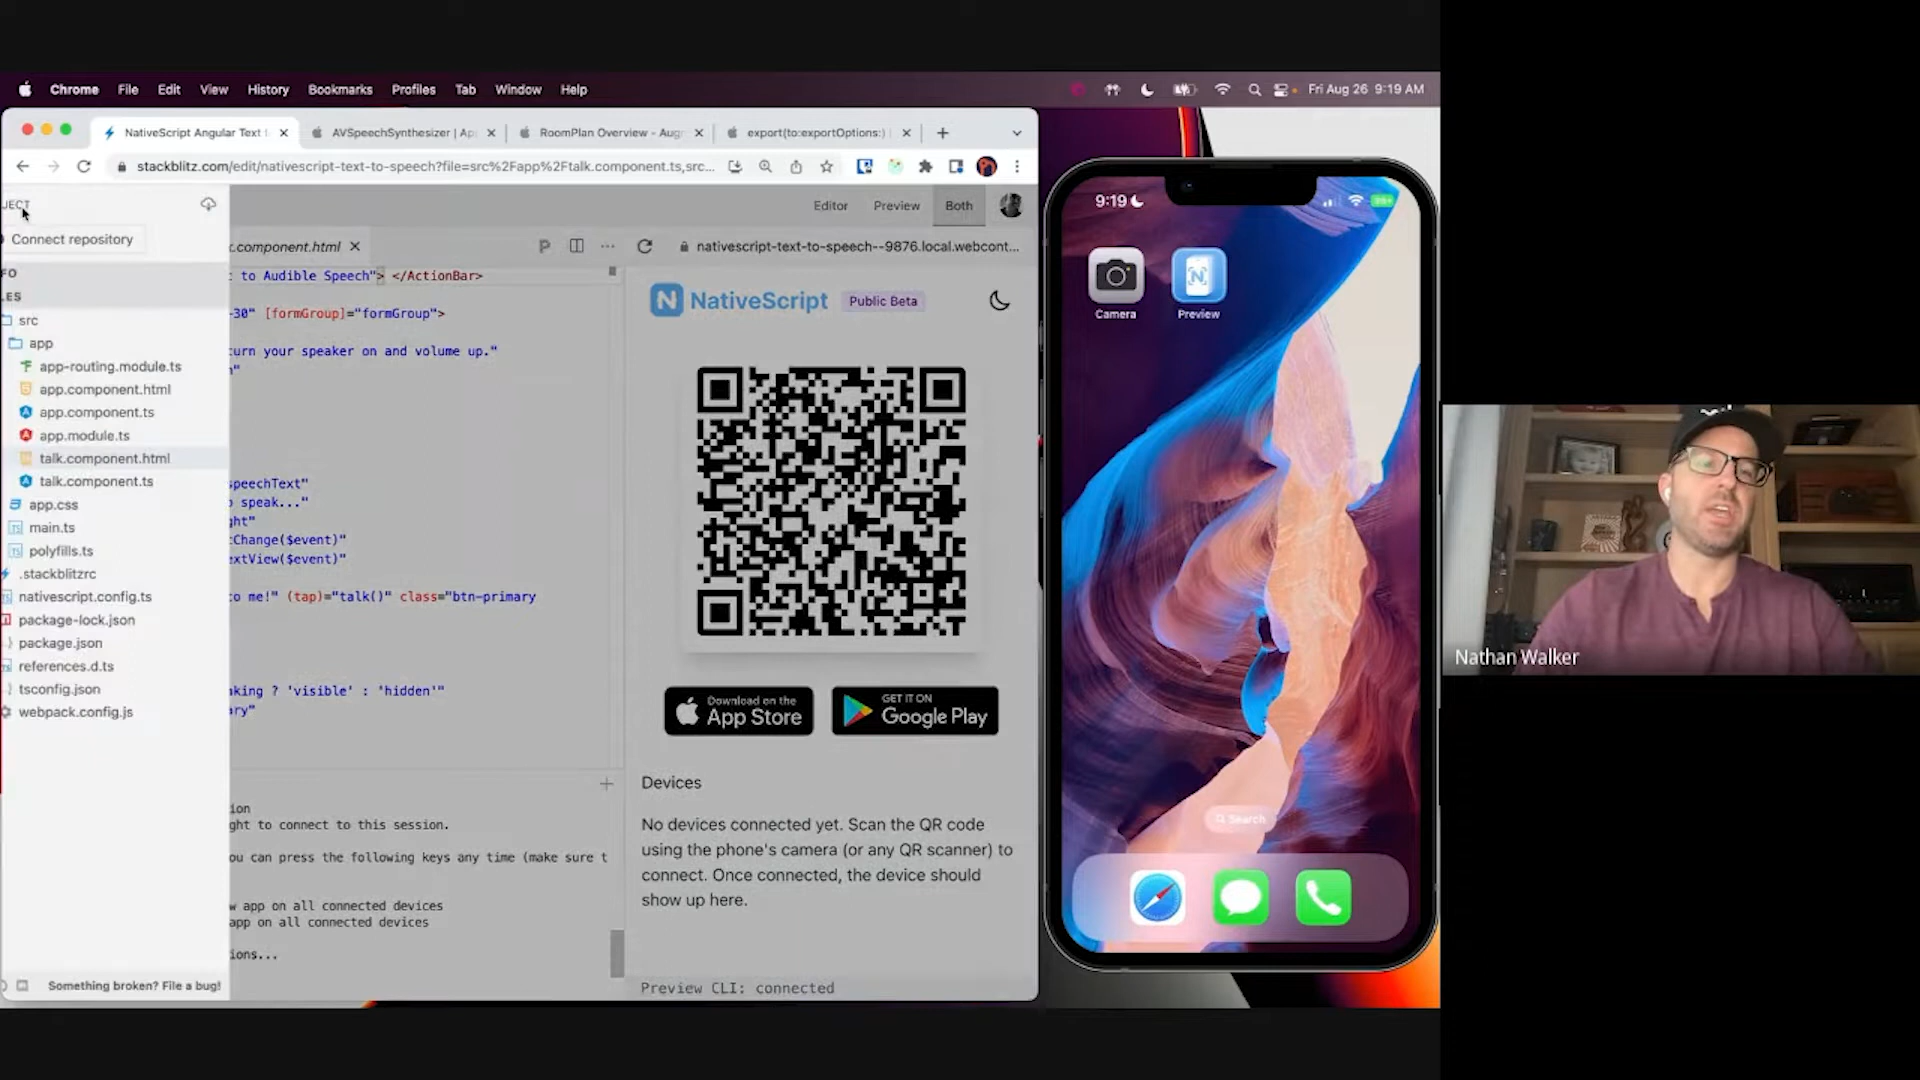 Chrome File Edit View History Bookmarks Profiles Tab Window Help
Fri Aug 26 9:19 AM
NativeScript Angular Text t
AVSpeechSynthesizer | Ap
RoomPlan Overview - Aug
export(to:exportOptions:) |
stackblitz.com/edit/nativescript-text-to-speech?file=src%2Fapp%2Ftalk.component.ts,src...
JECT
Connect repository
FO
LES
src
app
app-routing.module.ts
app.component.html
app.component.ts
app.module.ts
talk.component.html
talk.component.ts
app.css
main.ts
polyfills.ts
.stackblitzrc
nativescript.config.ts
package-lock.json
package.json
references.d.ts
tsconfig.json
webpack.config.js
Something broken? File a bug!
Editor Preview Both
.component.html
nativescript-text-to-speech--9876.local.webcont...
t to Audible Speech"> </ActionBar>
-30" [formGroup]="formGroup">
urn your speaker on and volume up."
n"
speechText"
o speak..."
ght"
tChange($event)"
extView($event)"
to me!" (tap)="talk()" class="btn-primary
aking ? 'visible' : 'hidden'"
ary"
ion
ght to connect to this session.
ou can press the following keys any time (make sure t
w app on all connected devices
app on all connected devices
ions...
NativeScript
Public Beta
Download on the
App Store
GET IT ON
Google Play
Devices
No devices connected yet. Scan the QR code
using the phone's camera (or any QR scanner) to
connect. Once connected, the device should
show up here.
Preview CLI: connected
9:19
Camera
Preview
Search
Nathan Walker